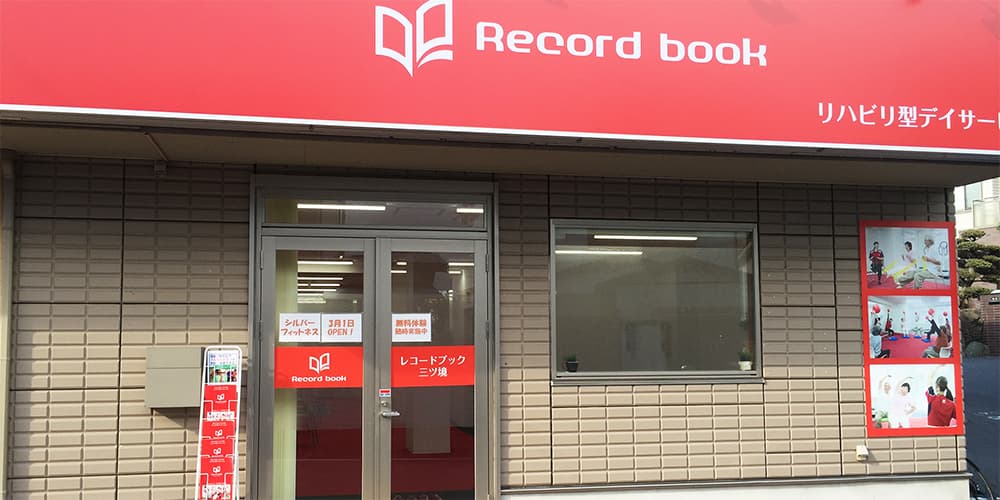 Record book
リハビリ型デイサー
シルバー
フィットネス
3月1日
OPEN!
無料体験
随時実施中
Record book
レコードブック
三ツ境